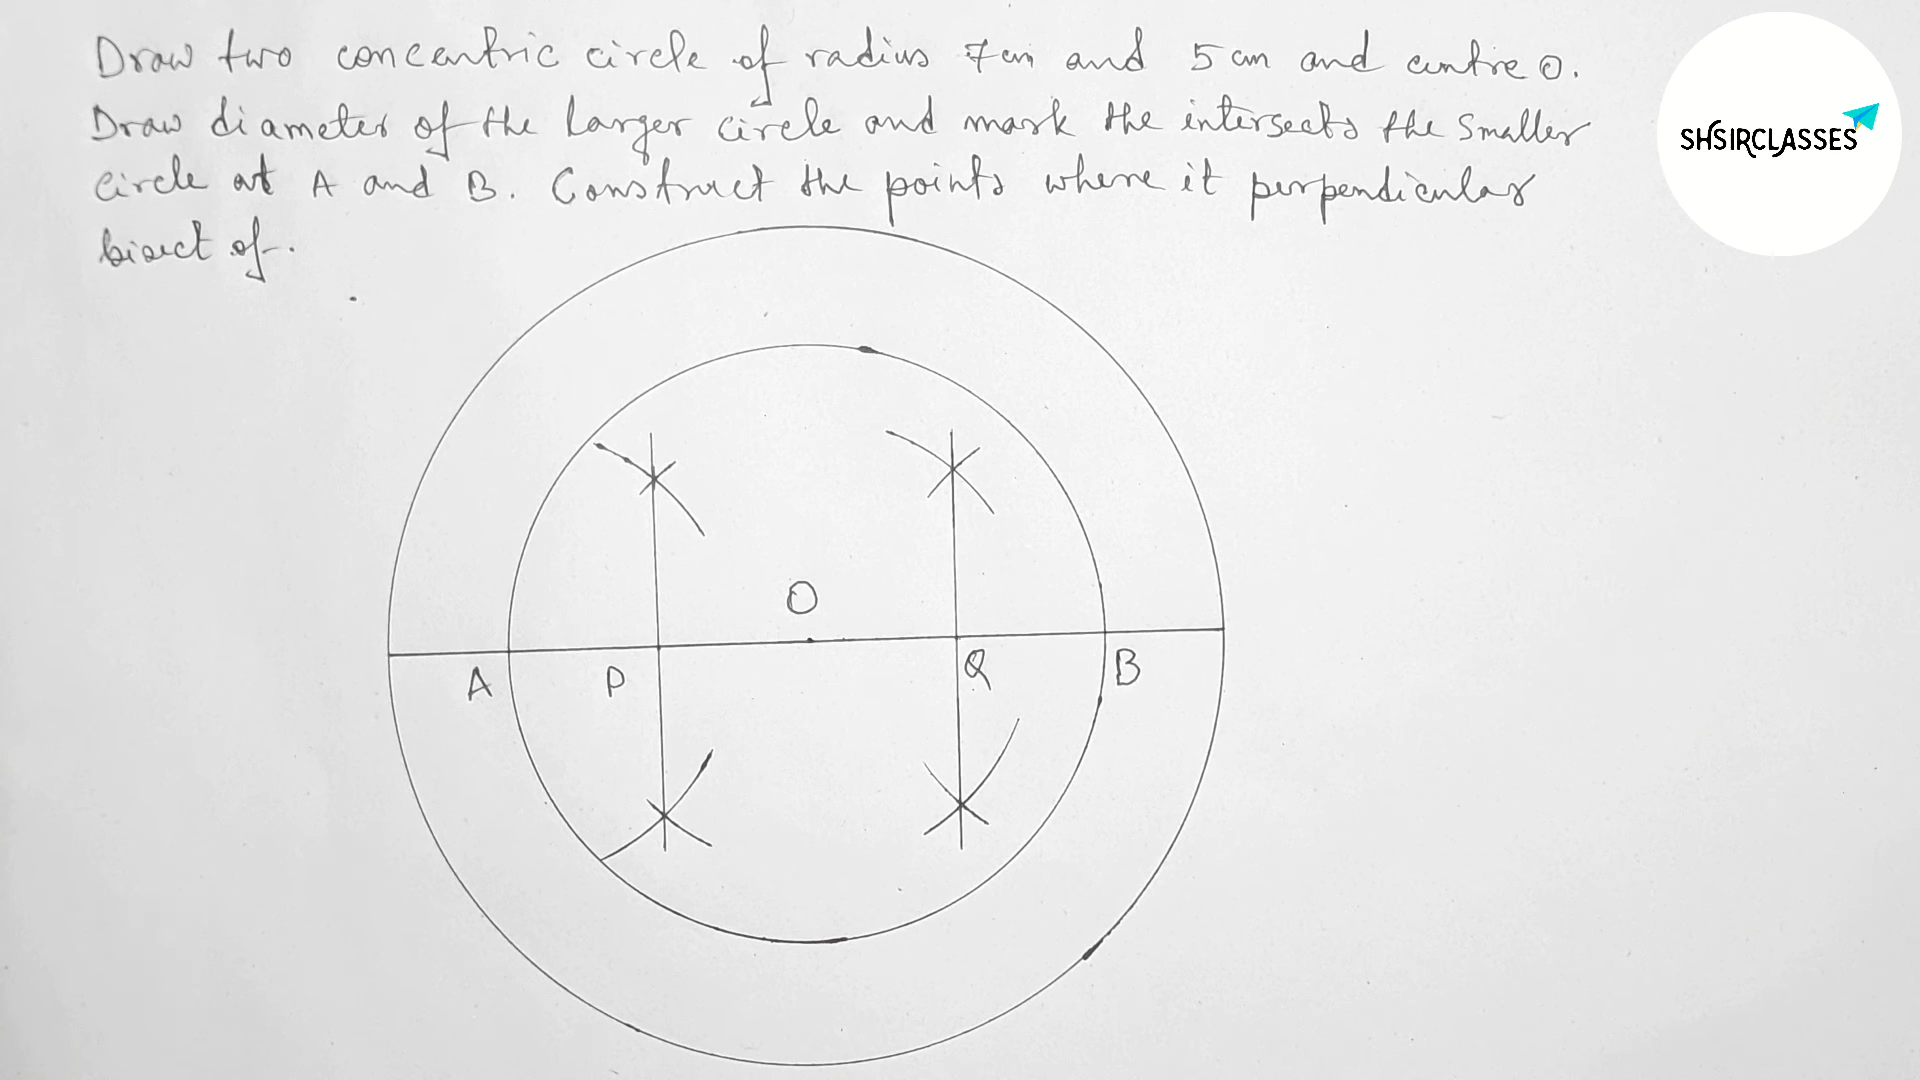 Draw two concentric circle of radius 7cm and 5cm and centre O.
Draw diameter of the larger circle and mark the intersects the smaller
circle at A and B. Construct the points where it perpendicular
bisect of.
SHSIRCLASSES
O
A P Q B